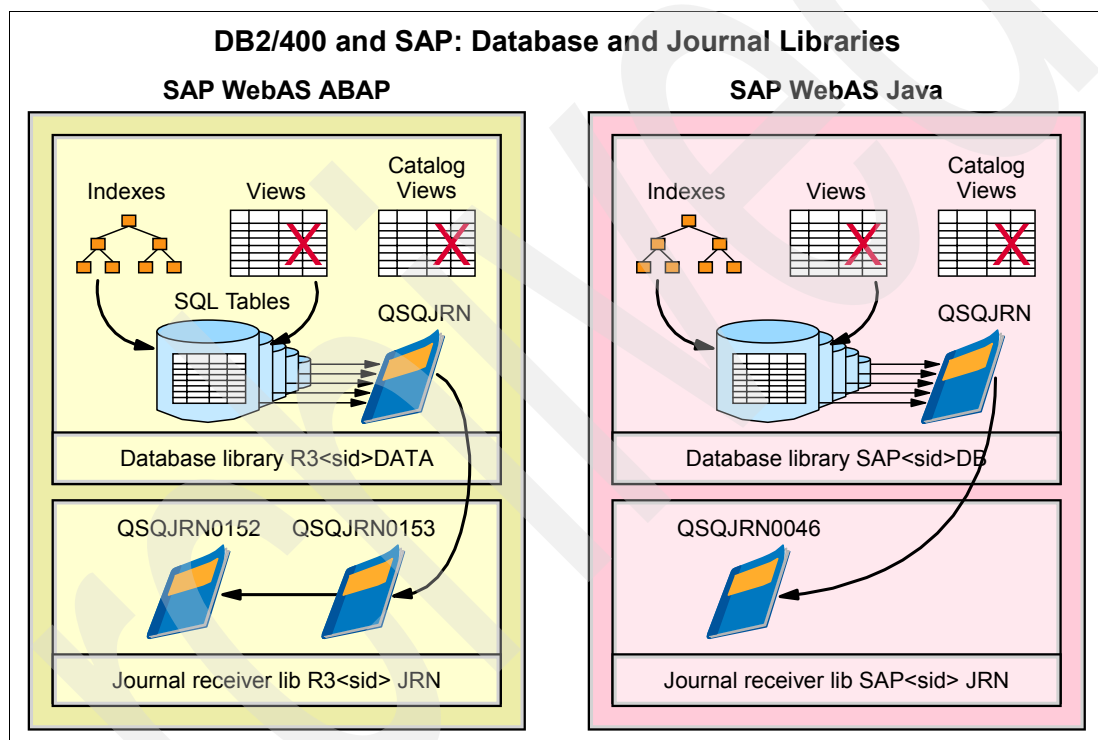 DB2/400 and SAP: Database and Journal Libraries
SAP WebAS ABAP
Indexes
Views
Catalog
Views
SQL Tables
QSQJRN
Database library R3<sid>DATA
QSQJRN0152
QSQJRN0153
Journal receiver lib R3<sid> JRN
SAP WebAS Java
Indexes
Views
Catalog
Views
QSQJRN
Database library SAP<sid>DB
QSQJRN0046
Journal receiver lib SAP<sid> JRN